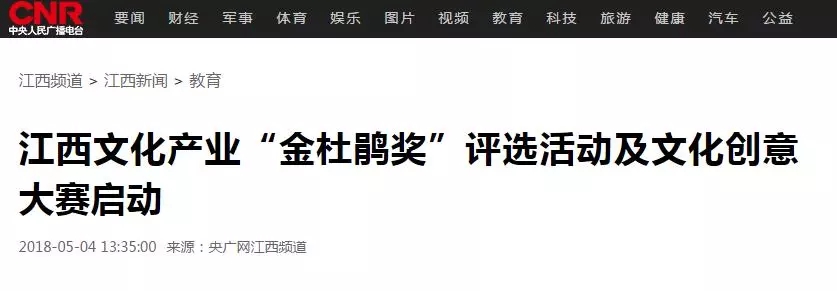 CNR 要闻 财经 军事 体育 娱乐 图片 视频 教育 科技 旅游 健康 汽车 公益
中央人民广播电台
江西频道 > 江西新闻 > 教育
江西文化产业“金杜鹃奖”评选活动及文化创意
大赛启动
2018-05-04 13:35:00 来源：央广网江西频道